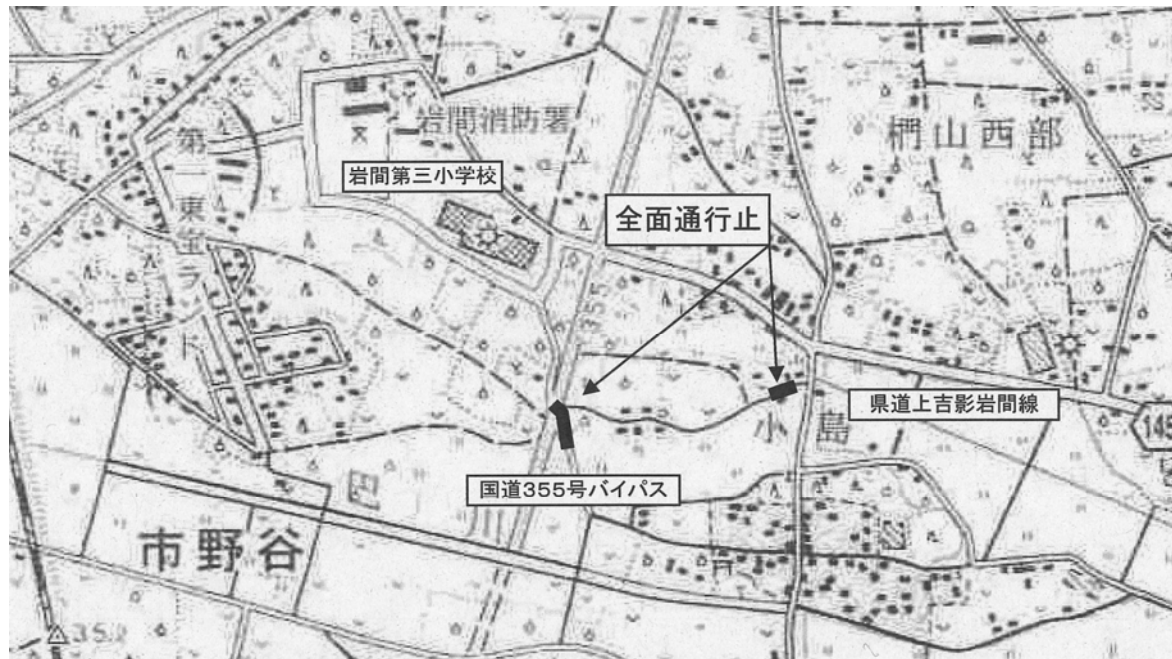 岩間消防署
椚山西部
岩間第三小学校
全面通行止
第一東宝ランド
355
県道上吉影岩間線
小島
145
国道355号バイパス
市野谷